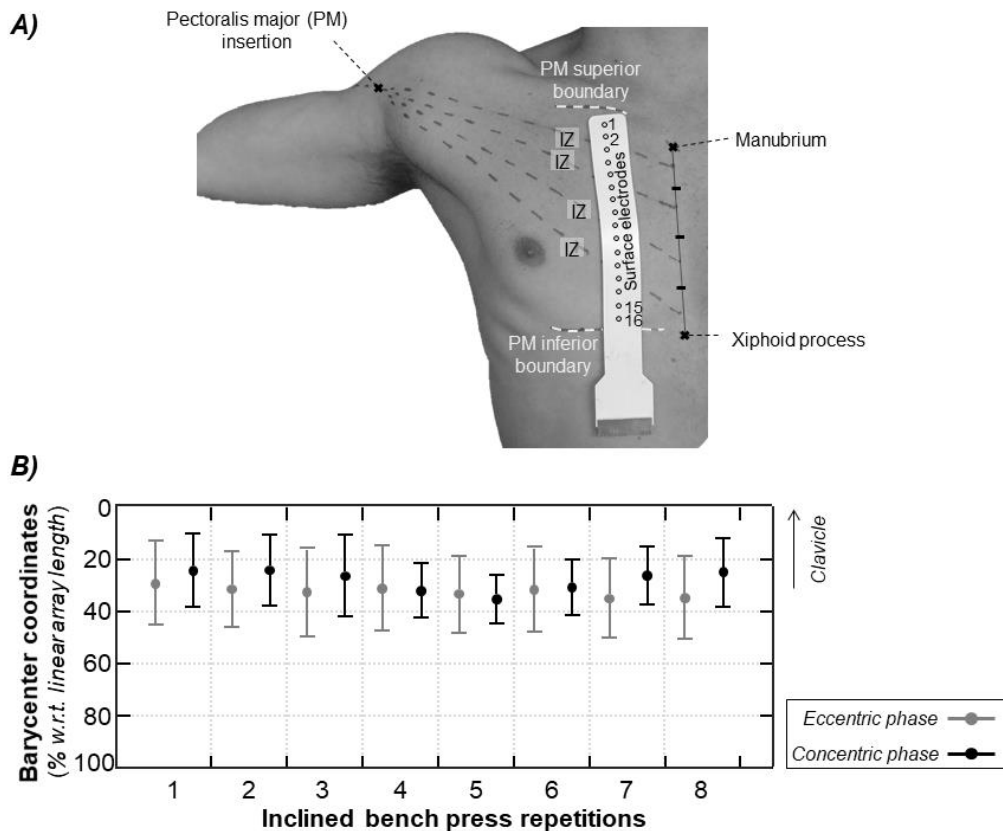 A)
Pectoralis major (PM)
insertion
PM superior
boundary
1
2
IZ
IZ
IZ
IZ
Surface electrodes
15
16
Manubrium
Xiphoid process
PM inferior
boundary
B)
Barycenter coordinates
(% w.r.t. linear array length)
0
20
40
60
80
100
Clavicle
1 2 3 4 5 6 7 8
Inclined bench press repetitions
Eccentric phase
Concentric phase